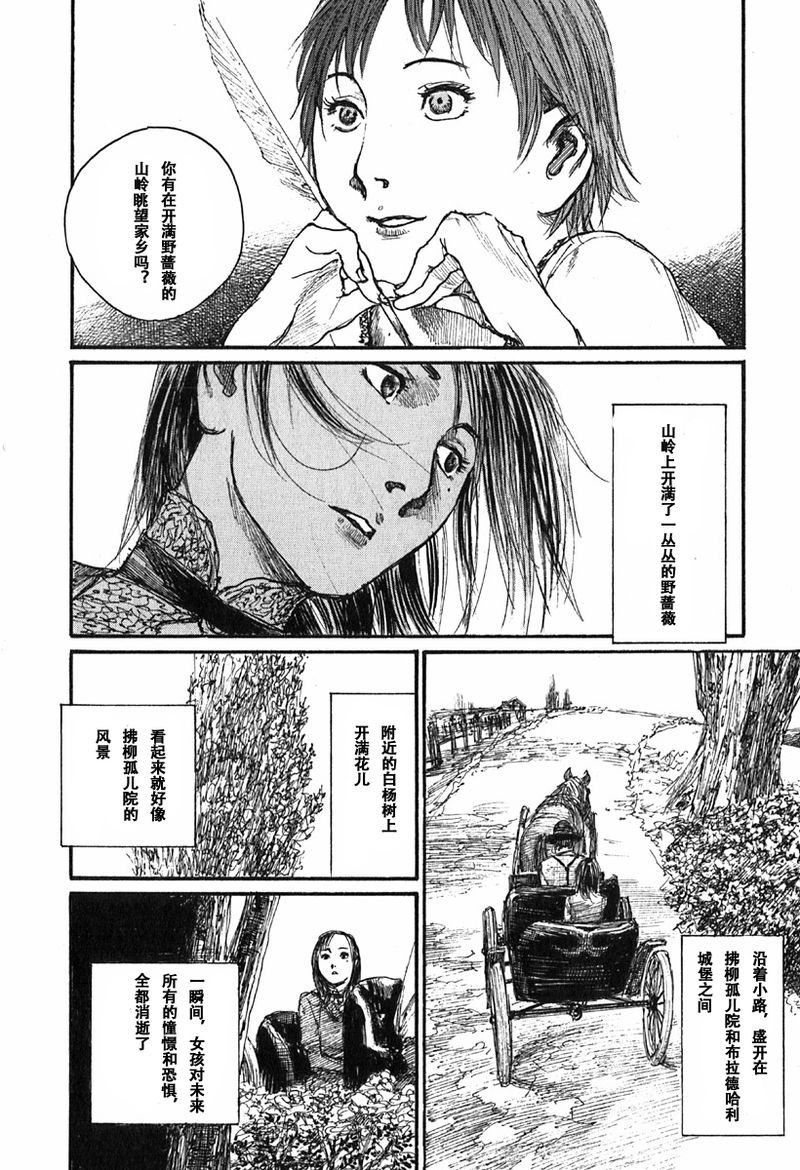 你有在开满野蔷薇的
山岭眺望家乡吗？
山岭上开满了一丛丛的野蔷薇
沿着小路，盛开在
拂柳孤儿院和布拉德哈利
城堡之间
附近的白杨树上
开满花儿
看起来就好像
拂柳孤儿院的
风景
一瞬间，女孩对未来
所有的憧憬和恐惧，
全都消逝了